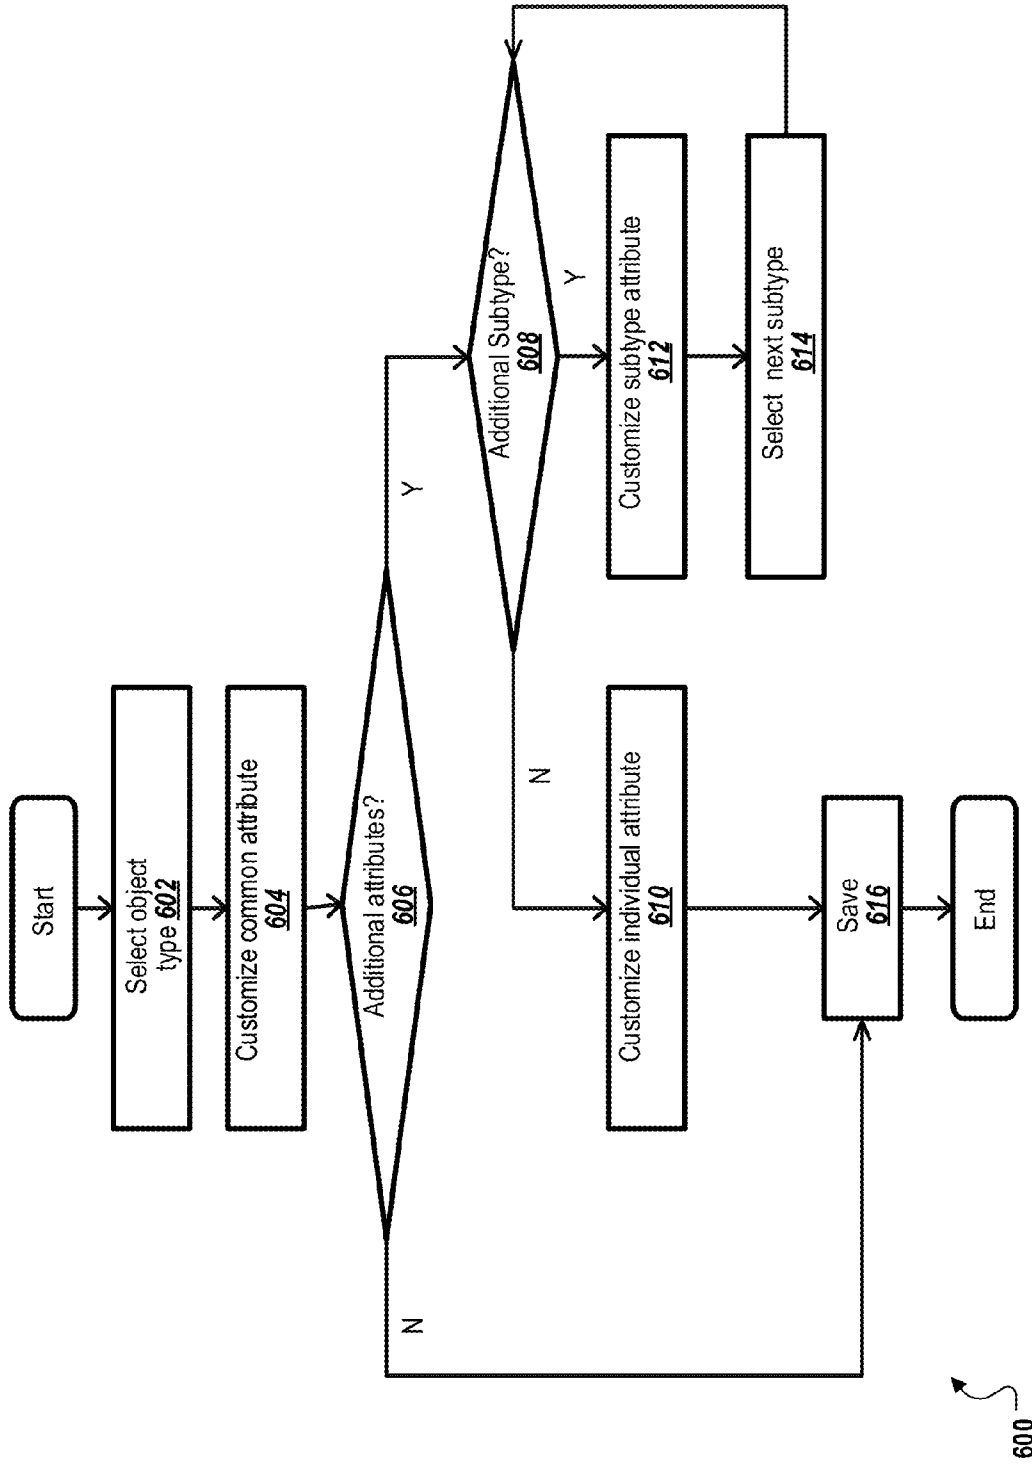 Start
Select object
type 602
Customize common attribute
604
Additional attributes?
606
N
Y
Additional Subtype?
608
N
Y
Customize individual attribute
610
Customize subtype attribute
612
Select next subtype
614
Save
616
End
600